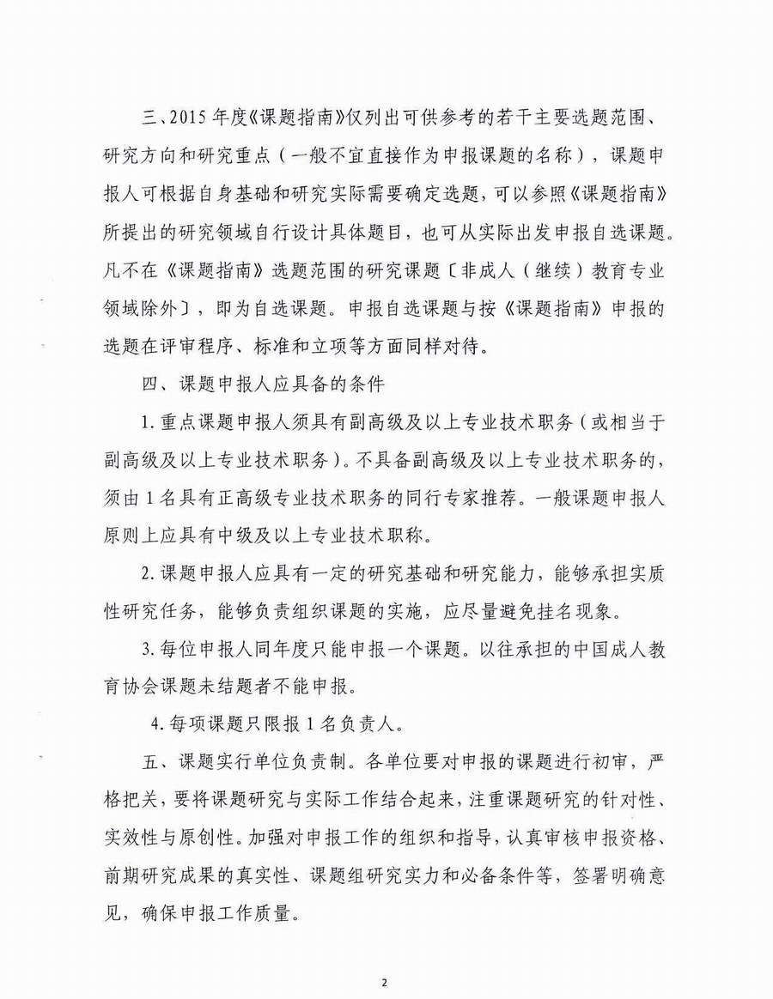 三、2015 年度《课题指南》仅列出可供参考的若干主要选题范围、
研究方向和研究重点（一般不宜直接作为申报课题的名称），课题申
报人可根据自身基础和研究实际需要确定选题，可以参照《课题指南》
所提出的研究领域自行设计具体题目，也可从实际出发申报自选课题。
凡不在《课题指南》选题范围的研究课题〔非成人（继续）教育专业
领域除外〕，即为自选课题。申报自选课题与按《课题指南》申报的
选题在评审程序、标准和立项等方面同样对待。
四、课题申报人应具备的条件
1.重点课题申报人须具有副高级及以上专业技术职务（或相当于
副高级及以上专业技术职务）。不具备副高级及以上专业技术职务的，
须由 1 名具有正高级专业技术职务的同行专家推荐。一般课题申报人
原则上应具有中级及以上专业技术职称。
2.课题申报人应具有一定的研究基础和研究能力，能够承担实质
性研究任务，能够负责组织课题的实施，应尽量避免挂名现象。
3.每位申报人同年度只能申报一个课题。以往承担的中国成人教
育协会课题未结题者不能申报。
4.每项课题只限报 1 名负责人。
五、课题实行单位负责制。各单位要对申报的课题进行初审，严
格把关，要将课题研究与实际工作结合起来，注重课题研究的针对性、
实效性与原创性。加强对申报工作的组织和指导，认真审核申报资格、
前期研究成果的真实性、课题组研究实力和必备条件等，签署明确意
见，确保申报工作质量。
2